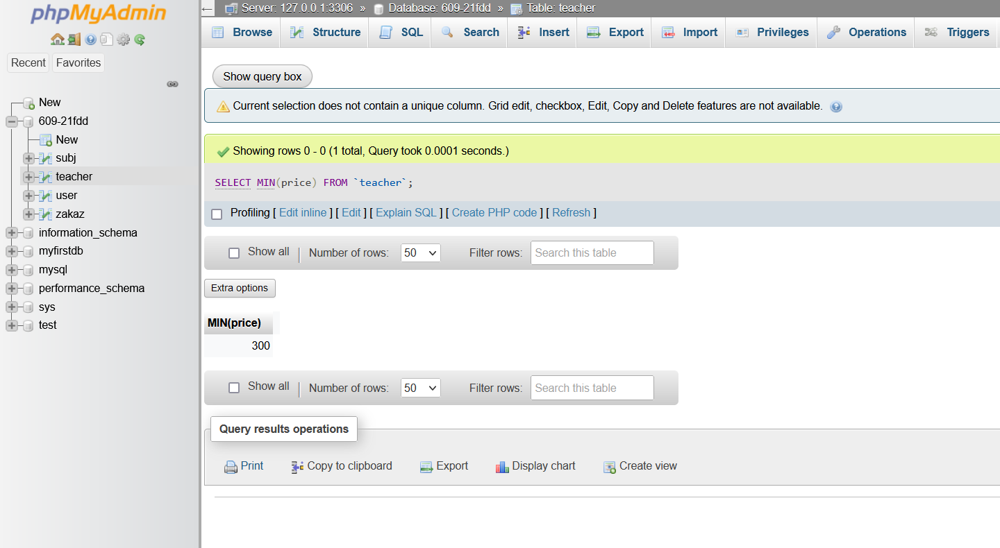 phpMyAdmin
Recent Favorites
New
609-21fdd
New
subj
teacher
user
zakaz
information_schema
myfirstdb
mysql
performance_schema
sys
test
Server: 127.0.0.1:3306 » Database: 609-21fdd » Table: teacher
Browse Structure SQL Search Insert Export Import Privileges Operations Triggers
Show query box
Current selection does not contain a unique column. Grid edit, checkbox, Edit, Copy and Delete features are not available.
Showing rows 0 - 0 (1 total, Query took 0.0001 seconds.)
SELECT MIN(price) FROM `teacher`;
Profiling [ Edit inline ] [ Edit ] [ Explain SQL ] [ Create PHP code ] [ Refresh ]
Show all | Number of rows: 50 Filter rows: Search this table
Extra options
MIN(price)
300
Show all | Number of rows: 50 Filter rows: Search this table
Query results operations
Print Copy to clipboard Export Display chart Create view